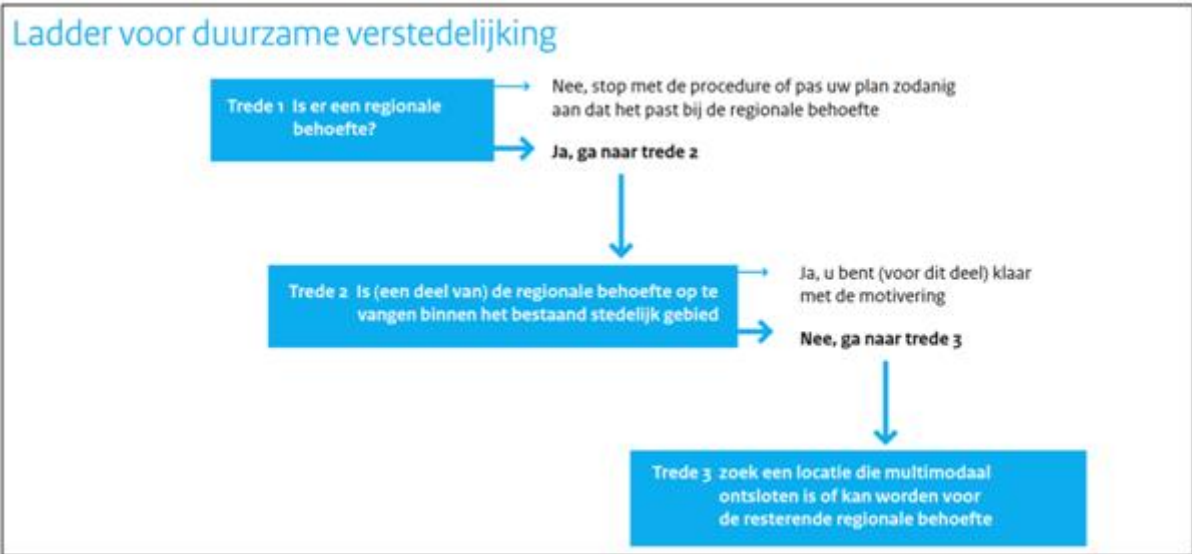 Ladder voor duurzame verstedelijking
Trede 1 Is er een regionale
behoefte?
Nee, stop met de procedure of pas uw plan zodanig
aan dat het past bij de regionale behoefte
Ja, ga naar trede 2
Trede 2 Is (een deel van) de regionale behoefte op te
vangen binnen het bestaand stedelijk gebied
Ja, u bent (voor dit deel) klaar
met de motivering
Nee, ga naar trede 3
Trede 3 zoek een locatie die multimodaal
ontsloten is of kan worden voor
de resterende regionale behoefte